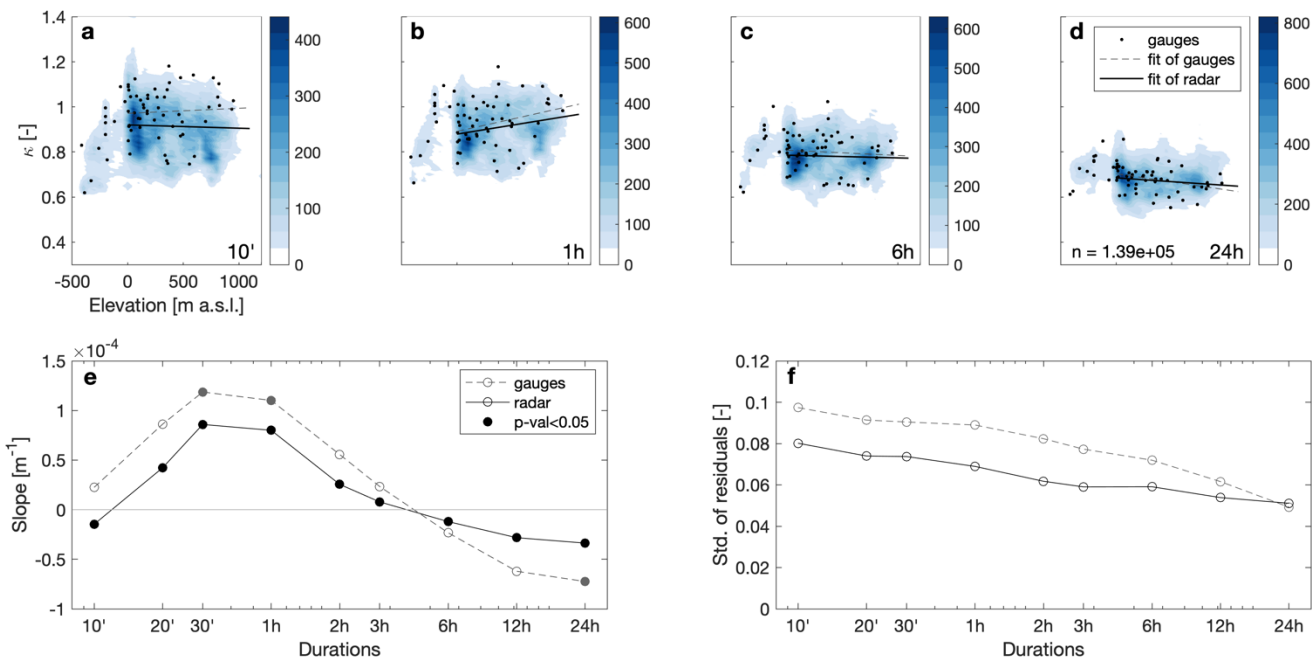 a
b
c
d
1.4
1.2
1
0.8
0.6
0.4
κ [-]
-500
0
500
1000
Elevation [m a.s.l.]
10'
400
300
200
100
0
1h
600
500
400
300
200
100
0
6h
600
500
400
300
200
100
0
gauges
fit of gauges
fit of radar
n = 1.39e+05
24h
800
600
400
200
0
e
×10⁻⁴
1.5
1
0.5
0
-0.5
-1
Slope [m⁻¹]
gauges
radar
p-val<0.05
10'
20'
30'
1h
2h
3h
6h
12h
24h
Durations
f
0.12
0.1
0.08
0.06
0.04
0.02
0
Std. of residuals [-]
10'
20'
30'
1h
2h
3h
6h
12h
24h
Durations